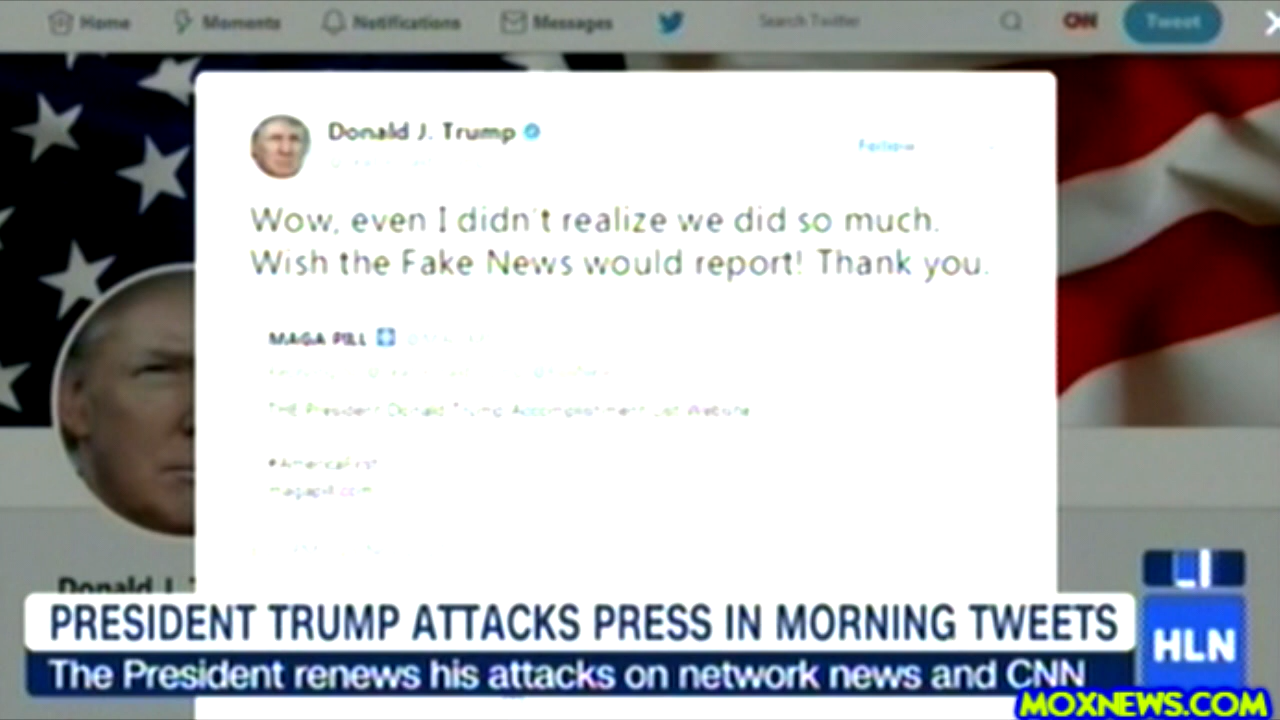 Home Moments Notifications Messages Search Twitter CNN Tweet
Donald J. Trump
Follow
Wow, even I didn't realize we did so much.
Wish the Fake News would report! Thank you.
MAGA PILL
THE President Donald Trump Accomplishment List Website
#AmericaFirst
magapill.com
Donald J.
PRESIDENT TRUMP ATTACKS PRESS IN MORNING TWEETS
The President renews his attacks on network news and CNN
HLN
MOXNEWS.COM